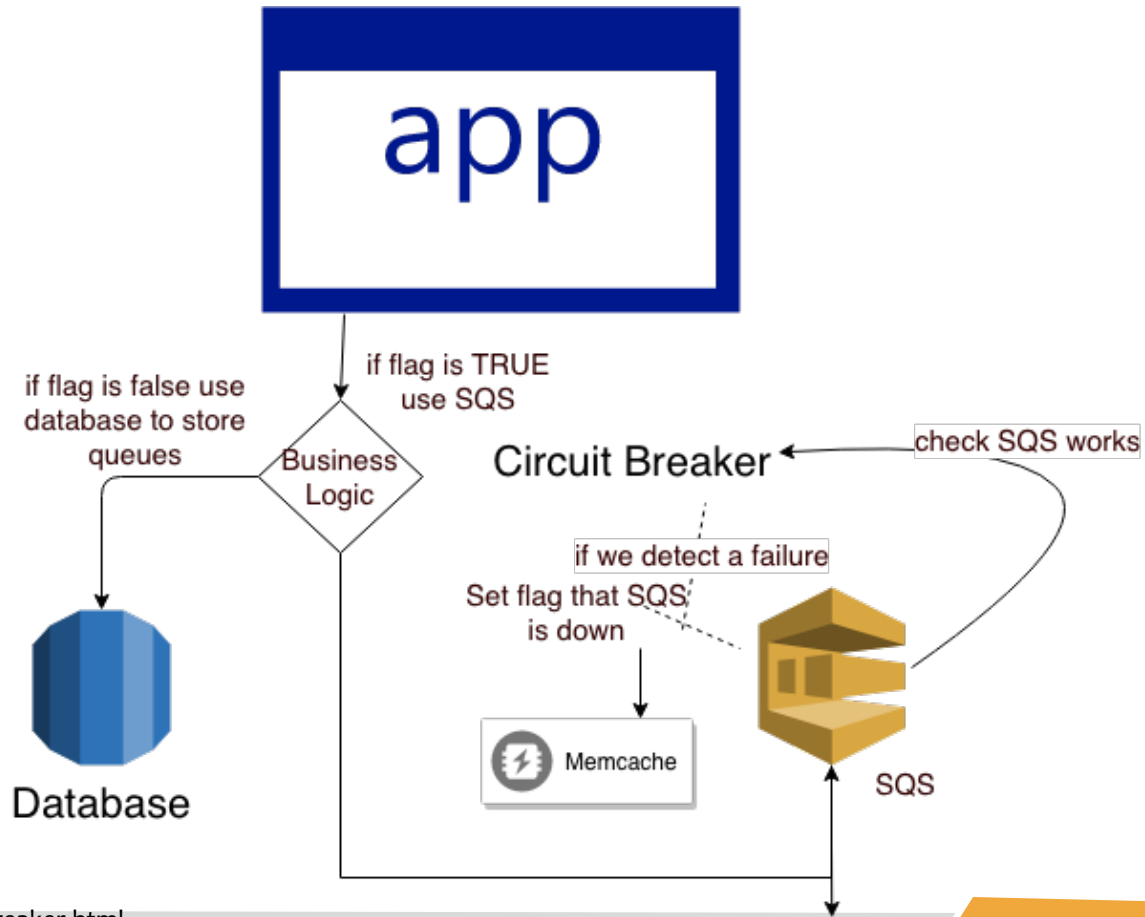 app
if flag is TRUE
use SQS
if flag is false use
database to store
queues
Business
Logic
Circuit Breaker
check SQS works
if we detect a failure
Set flag that SQS
is down
Memcache
SQS
Database